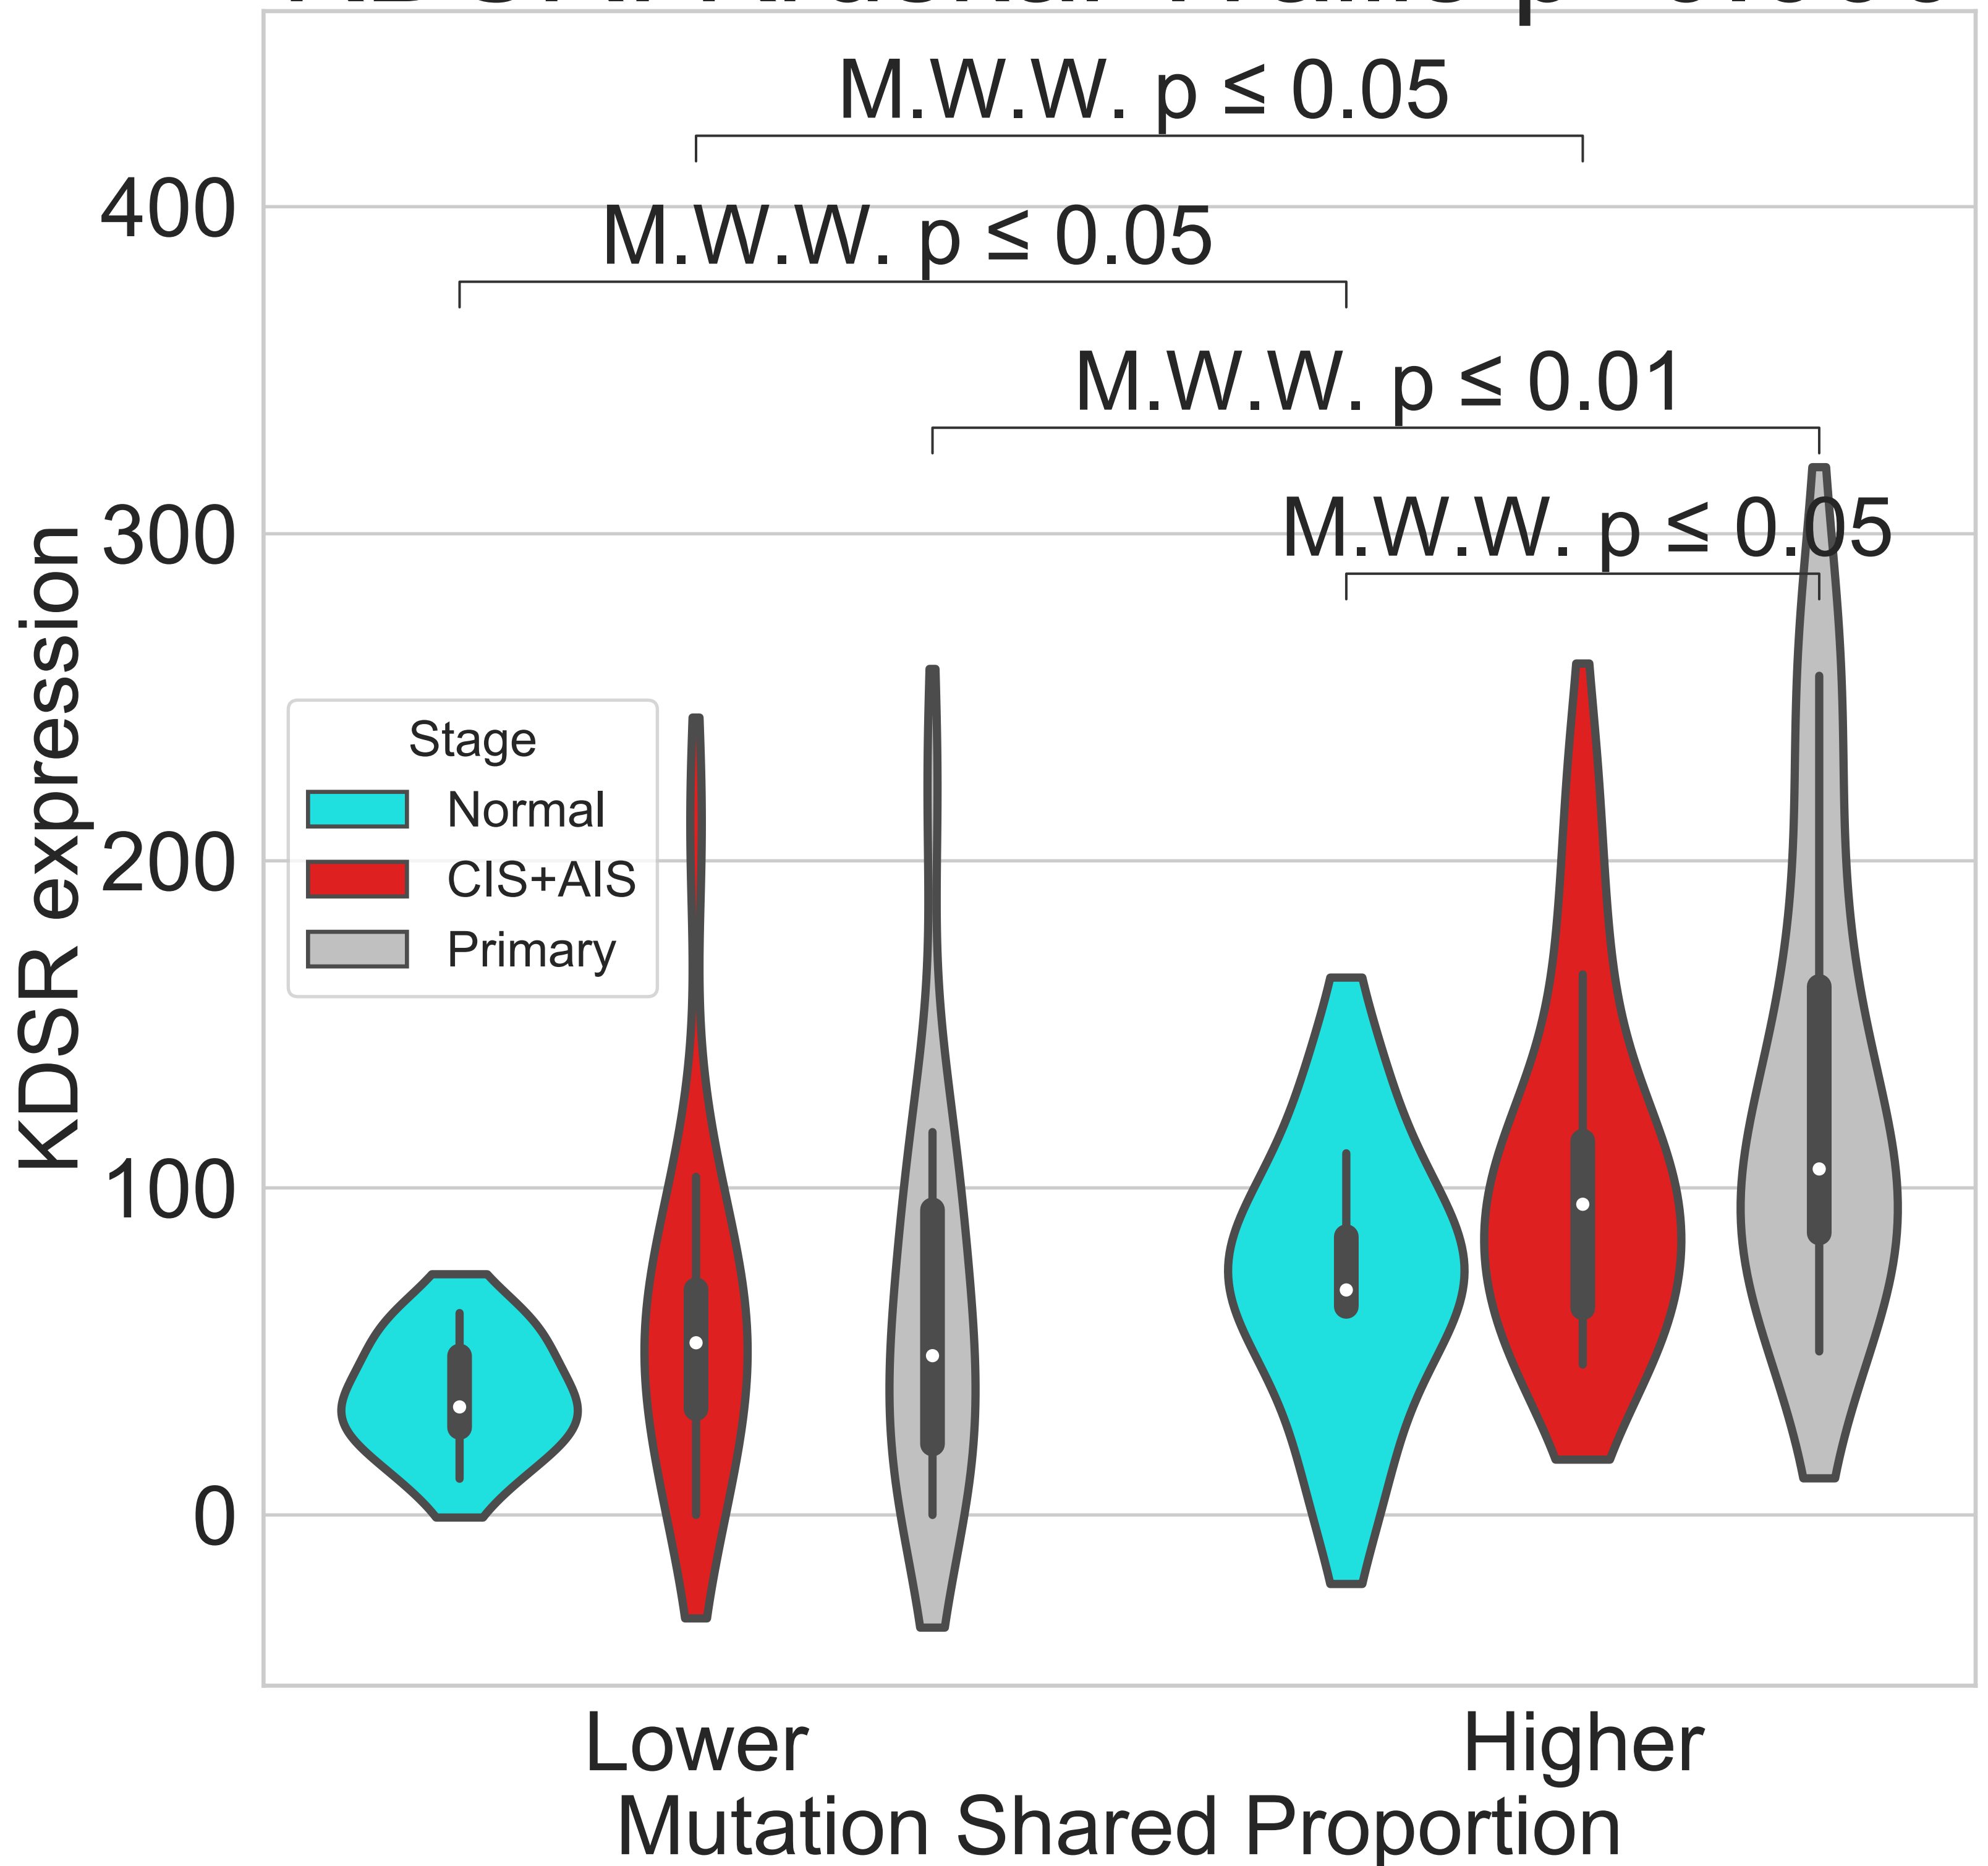 M.W.W. p ≤ 0.05
400
M.W.W. p ≤ 0.05
M.W.W. p ≤ 0.01
300
M.W.W. p ≤ 0.05
KDSR expression
Stage
Normal
CIS+AIS
Primary
200
100
0
Lower
Higher
Mutation Shared Proportion